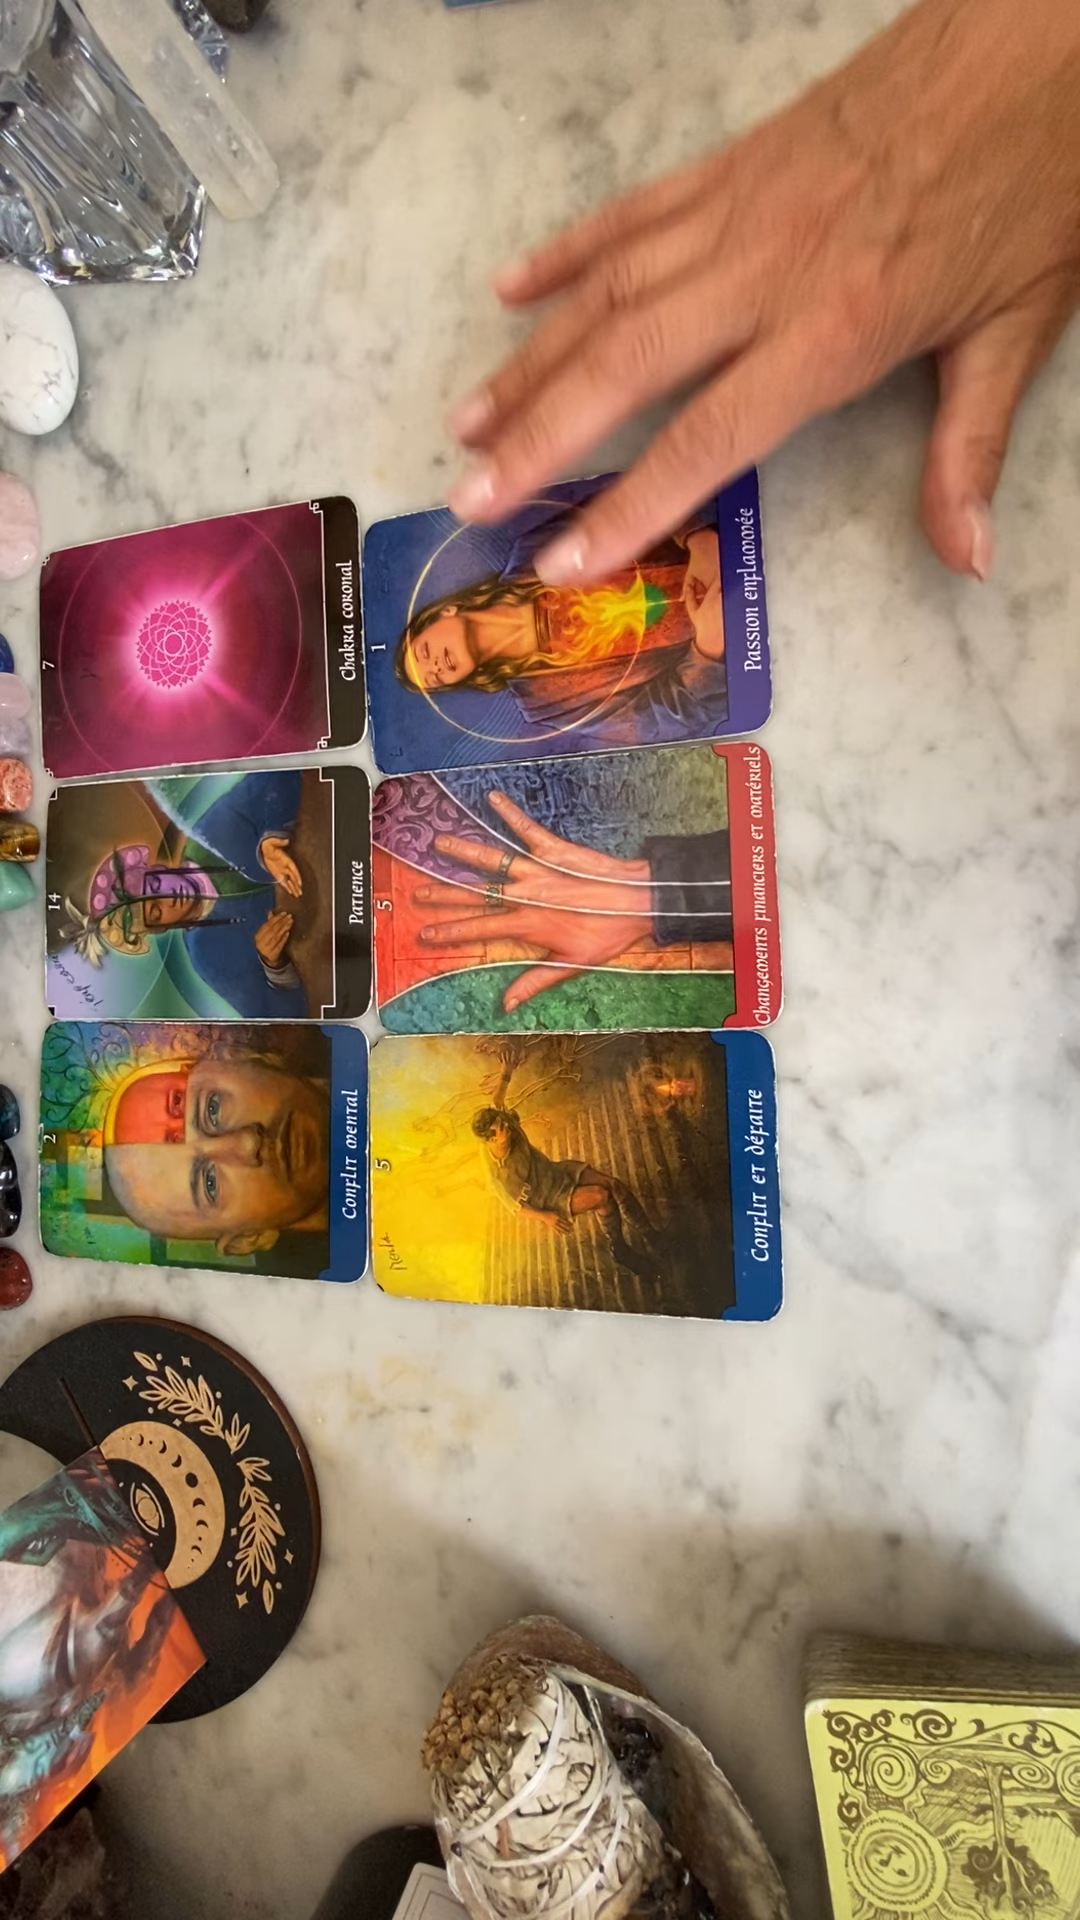 7
Chakra coronal
14
Patience
2
Conflit mental
1
Passion enflammée
5
Changements financiers et matériels
5
Conflit et défaite